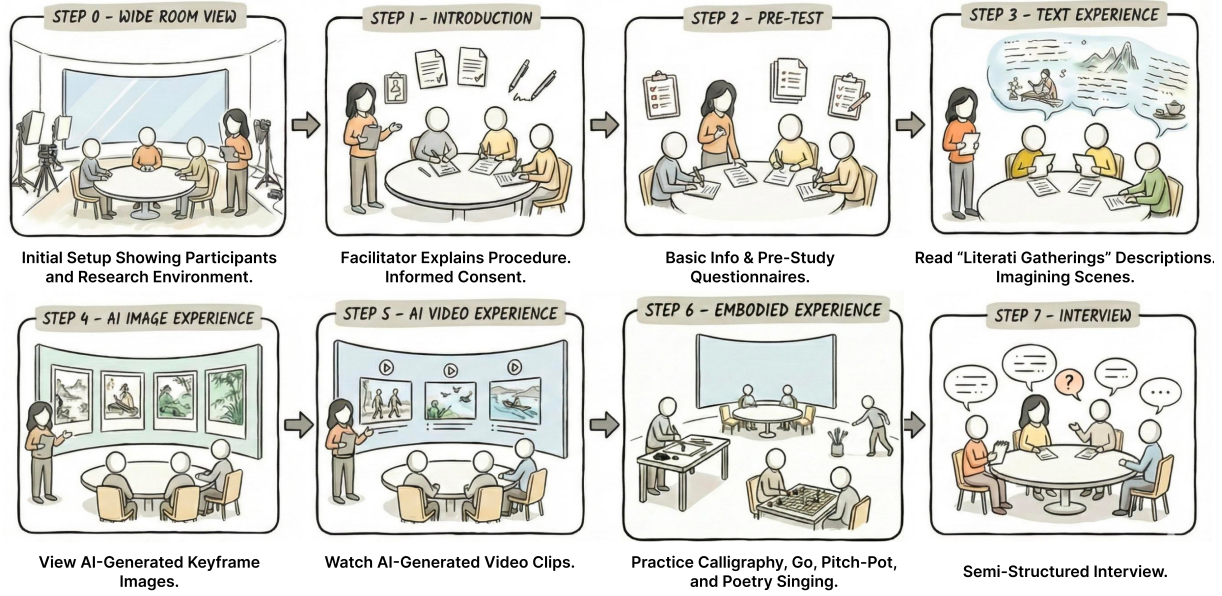 STEP 0 - WIDE ROOM VIEW
Initial Setup Showing Participants
and Research Environment.
STEP 1 - INTRODUCTION
Facilitator Explains Procedure.
Informed Consent.
STEP 2 - PRE-TEST
Basic Info & Pre-Study
Questionnaires.
STEP 3 - TEXT EXPERIENCE
Read “Literati Gatherings” Descriptions.
Imagining Scenes.
STEP 4 - AI IMAGE EXPERIENCE
View AI-Generated Keyframe
Images.
STEP 5 - AI VIDEO EXPERIENCE
Watch AI-Generated Video Clips.
STEP 6 - EMBODIED EXPERIENCE
Practice Calligraphy, Go, Pitch-Pot,
and Poetry Singing.
STEP 7 - INTERVIEW
?
Semi-Structured Interview.